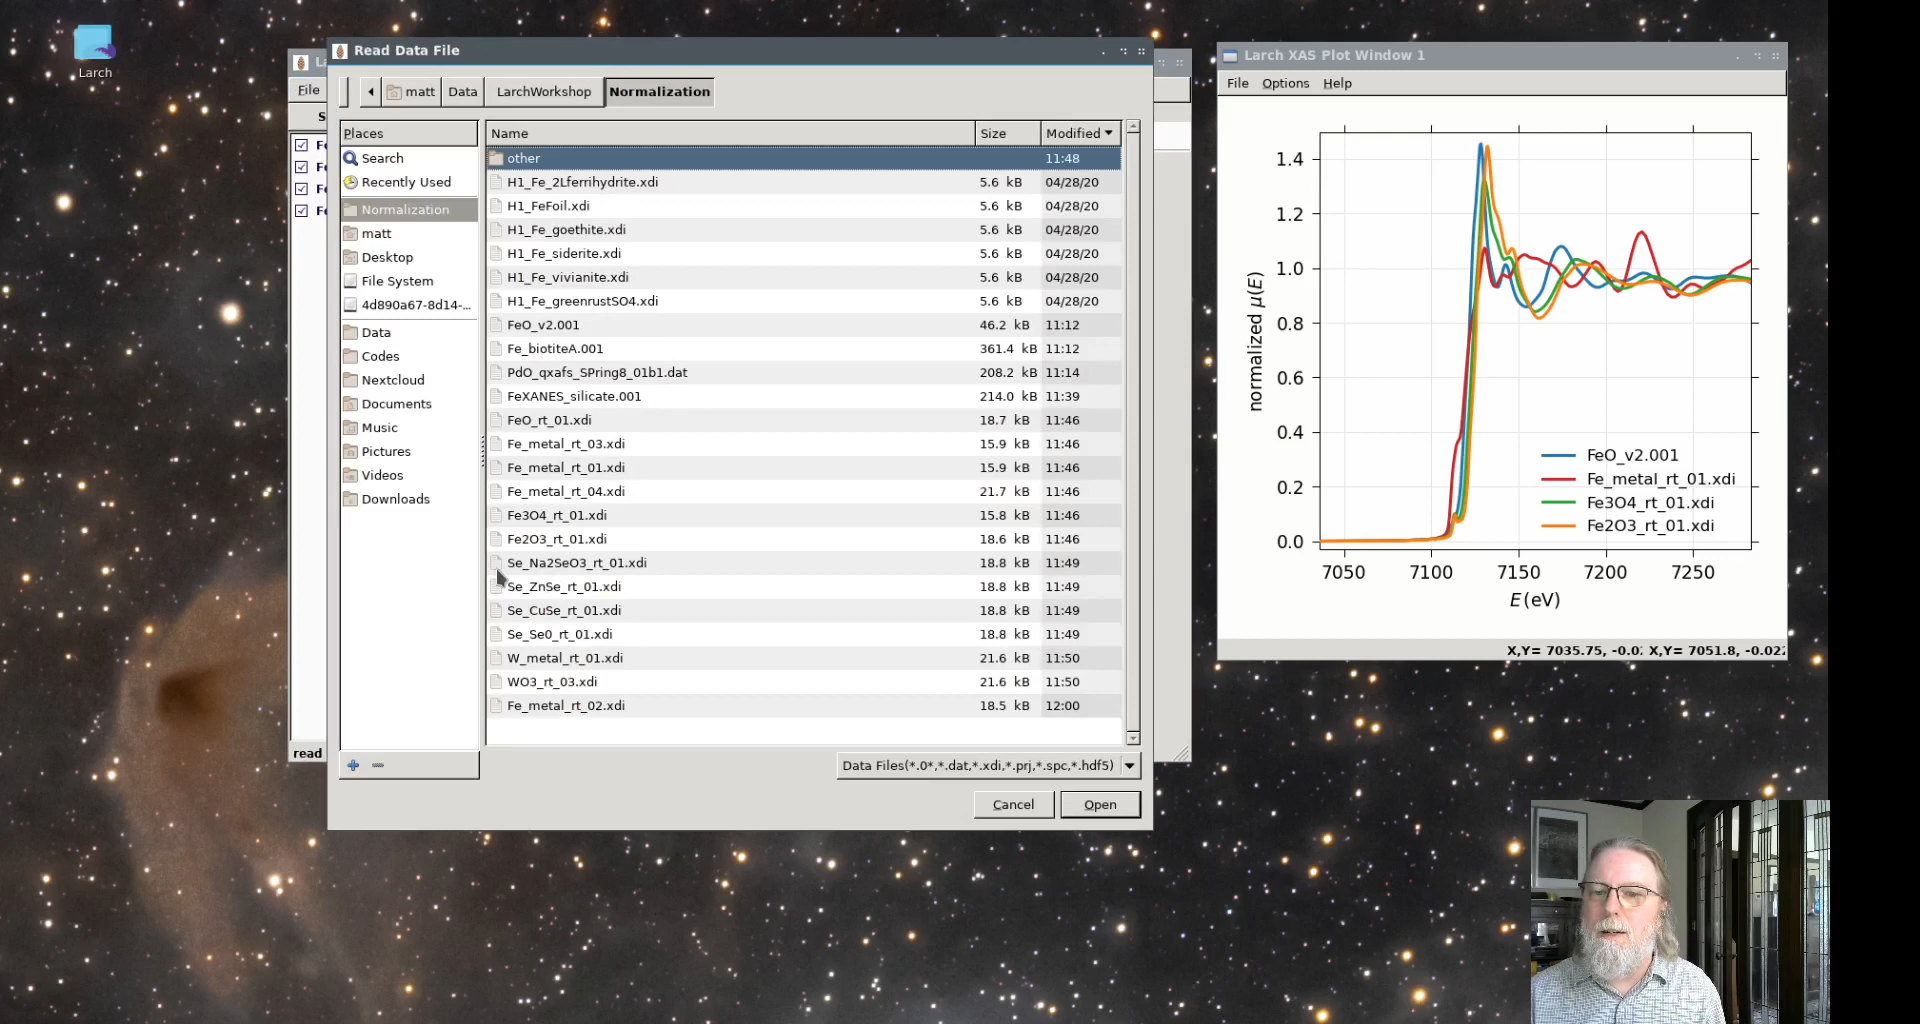 Larch
Read Data File
File
S
Fe
Fe
Fe
Fe
read
matt
Data
LarchWorkshop
Normalization
Places
Search
Recently Used
Normalization
matt
Desktop
File System
4d890a67-8d14-...
Data
Codes
Nextcloud
Documents
Music
Pictures
Videos
Downloads
Name Size Modified
other 11:48
H1_Fe_2Lferrihydrite.xdi 5.6 kB 04/28/20
H1_FeFoil.xdi 5.6 kB 04/28/20
H1_Fe_goethite.xdi 5.6 kB 04/28/20
H1_Fe_siderite.xdi 5.6 kB 04/28/20
H1_Fe_vivianite.xdi 5.6 kB 04/28/20
H1_Fe_greenrustSO4.xdi 5.6 kB 04/28/20
FeO_v2.001 46.2 kB 11:12
Fe_biotiteA.001 361.4 kB 11:12
PdO_qxafs_SPring8_01b1.dat 208.2 kB 11:14
FeXANES_silicate.001 214.0 kB 11:39
FeO_rt_01.xdi 18.7 kB 11:46
Fe_metal_rt_03.xdi 15.9 kB 11:46
Fe_metal_rt_01.xdi 15.9 kB 11:46
Fe_metal_rt_04.xdi 21.7 kB 11:46
Fe3O4_rt_01.xdi 15.8 kB 11:46
Fe2O3_rt_01.xdi 18.6 kB 11:46
Se_Na2SeO3_rt_01.xdi 18.8 kB 11:49
Se_ZnSe_rt_01.xdi 18.8 kB 11:49
Se_CuSe_rt_01.xdi 18.8 kB 11:49
Se_Se0_rt_01.xdi 18.8 kB 11:49
W_metal_rt_01.xdi 21.6 kB 11:50
WO3_rt_03.xdi 21.6 kB 11:50
Fe_metal_rt_02.xdi 18.5 kB 12:00
Data Files(*.0*,*.dat,*.xdi,*.prj,*.spc,*.hdf5)
Cancel Open
Larch XAS Plot Window 1
File Options Help
normalized μ(E)
1.4
1.2
1.0
0.8
0.6
0.4
0.2
0.0
FeO_v2.001
Fe_metal_rt_01.xdi
Fe3O4_rt_01.xdi
Fe2O3_rt_01.xdi
7050 7100 7150 7200 7250
E (eV)
X,Y= 7035.75, -0.0 X,Y= 7051.8, -0.022